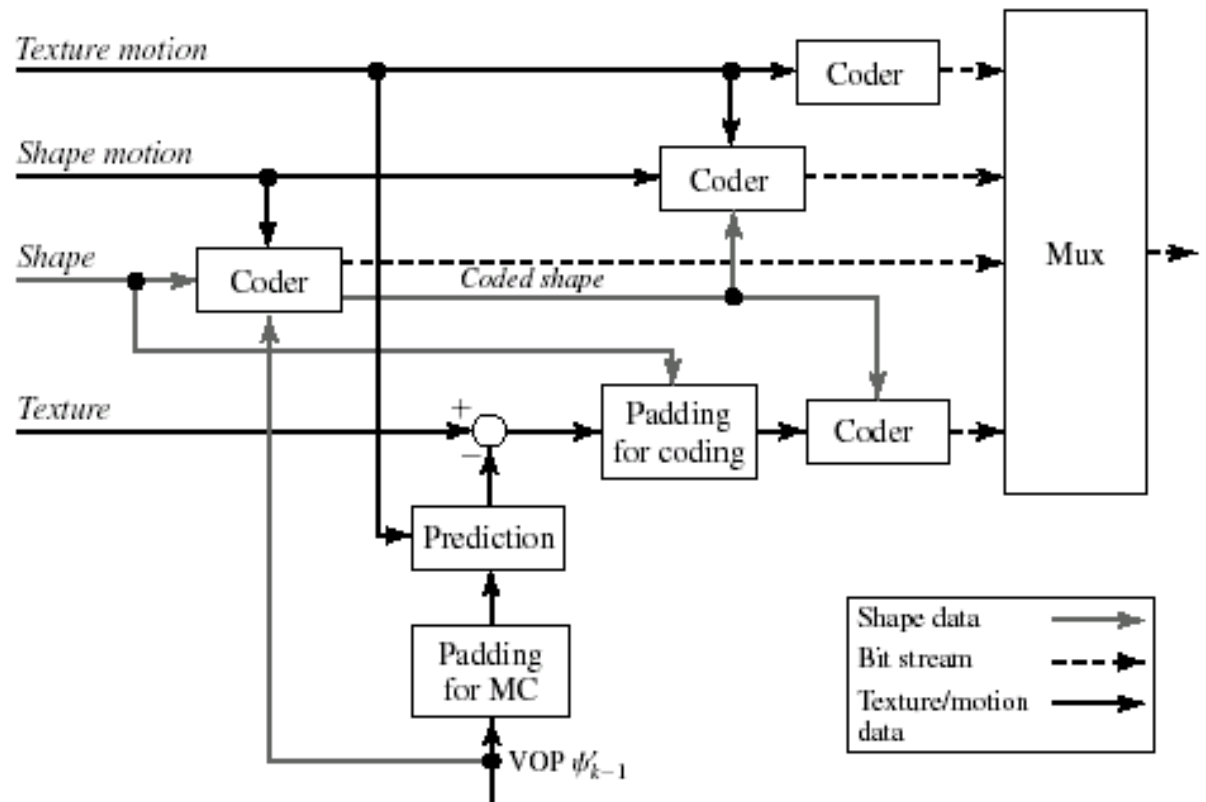 Texture motion
Coder
Shape motion
Coder
Shape
Coder
Coded shape
Mux
Texture
+
−
Padding
for coding
Coder
Prediction
Padding
for MC
VOP ψ′ₖ₋₁
Shape data
Bit stream
Texture/motion
data